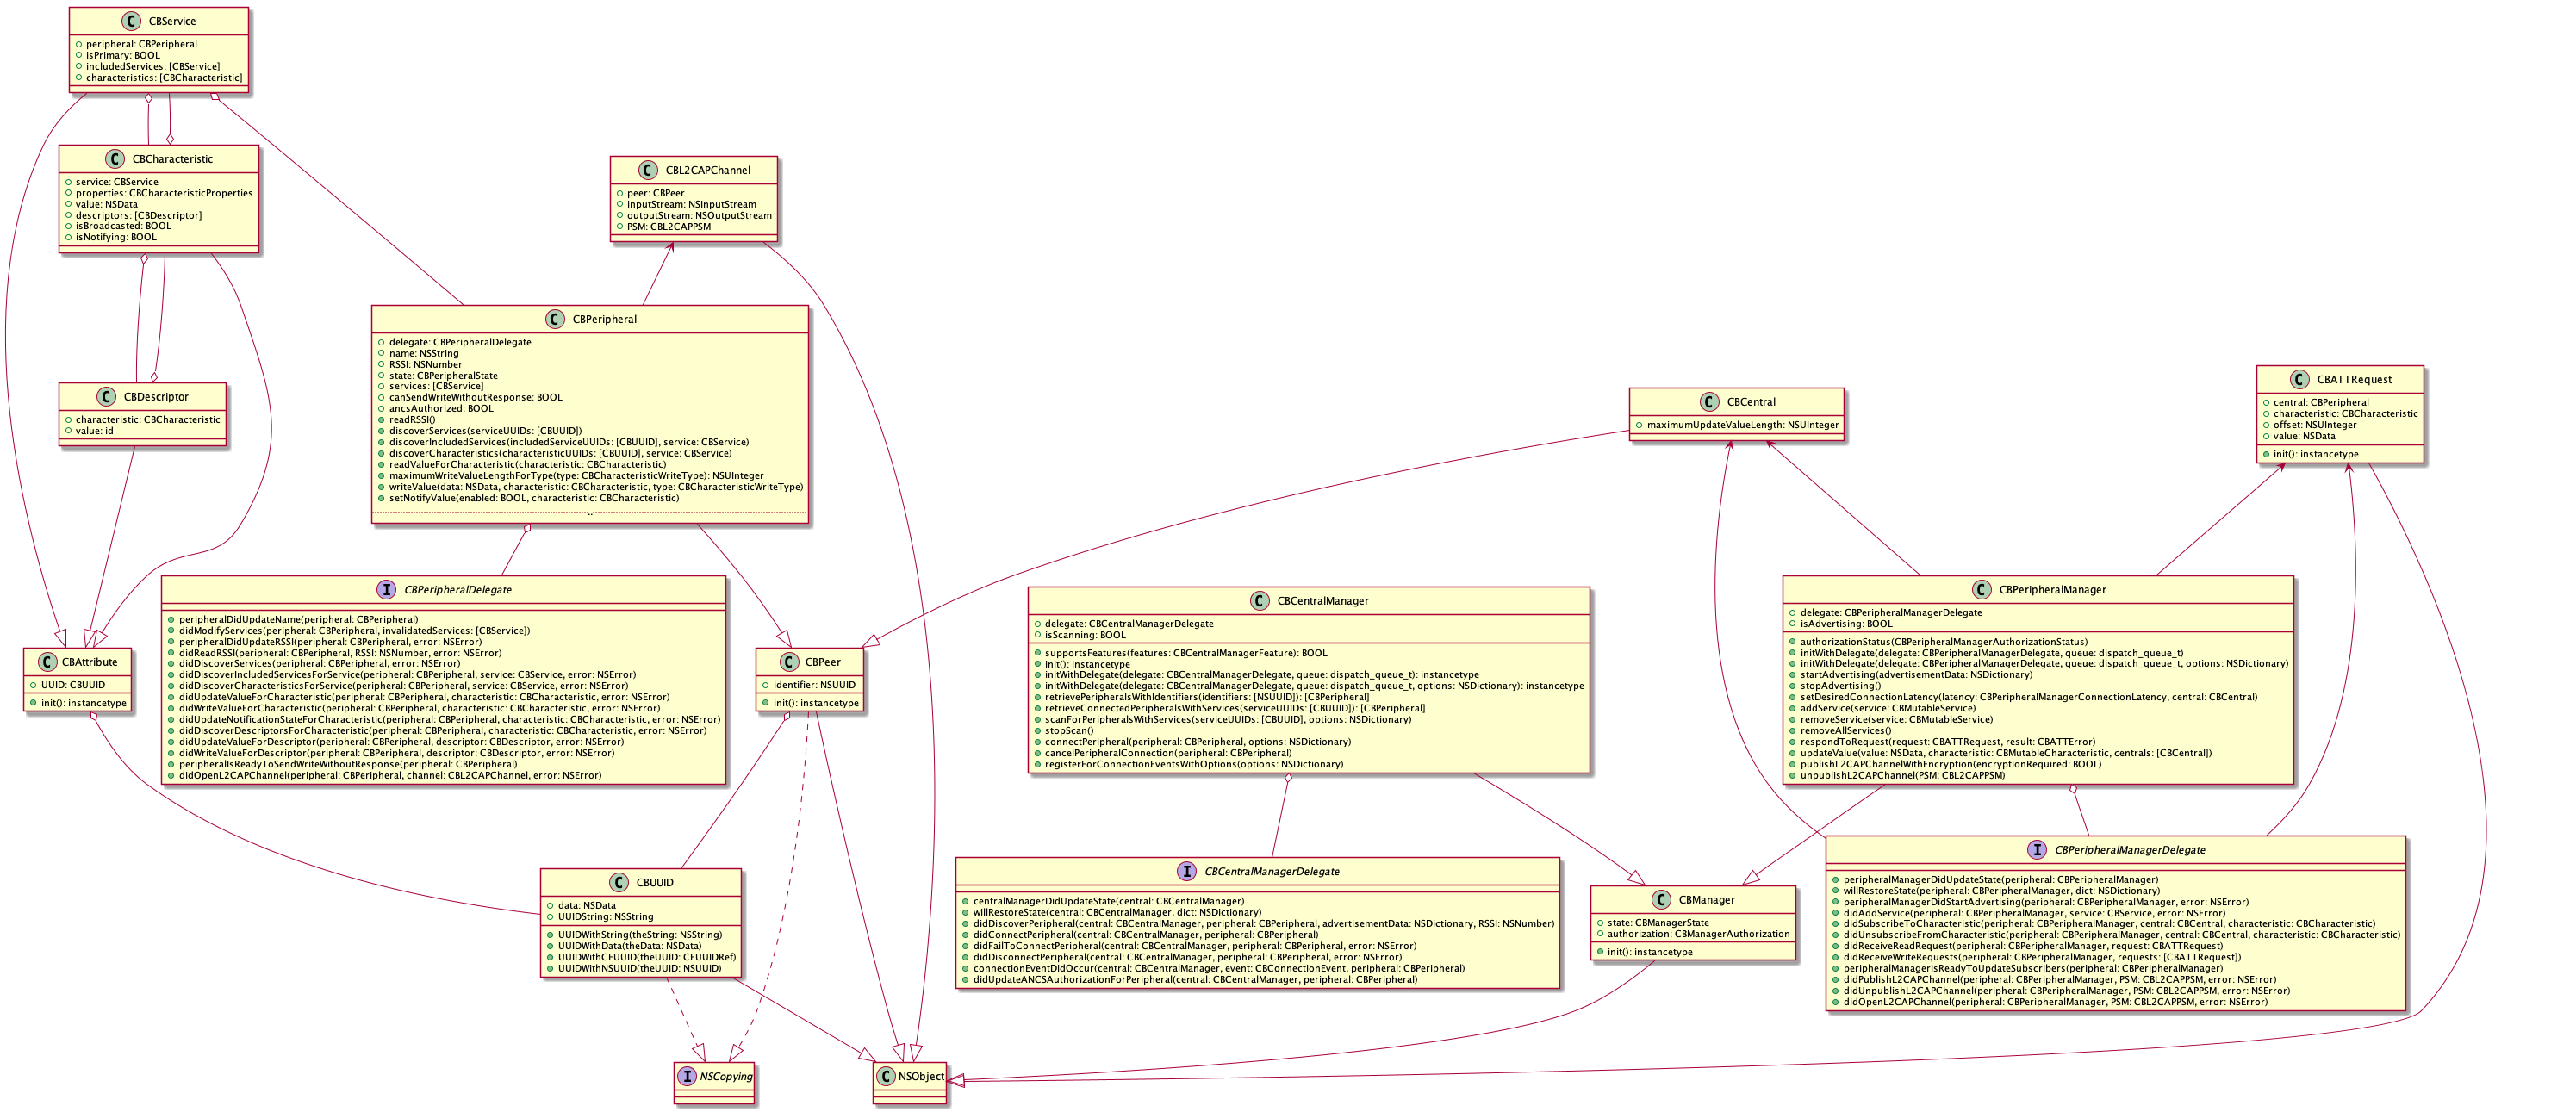 C CBService
peripheral: CBPeripheral
isPrimary: BOOL
includedServices: [CBService]
characteristics: [CBCharacteristic]
C CBCharacteristic
service: CBService
properties: CBCharacteristicProperties
value: NSData
descriptors: [CBDescriptor]
isBroadcasted: BOOL
isNotifying: BOOL
C CBL2CAPChannel
peer: CBPeer
inputStream: NSInputStream
outputStream: NSOutputStream
PSM: CBL2CAPPSM
C CBPeripheral
delegate: CBPeripheralDelegate
name: NSString
RSSI: NSNumber
state: CBPeripheralState
services: [CBService]
canSendWriteWithoutResponse: BOOL
ancsAuthorized: BOOL
readRSSI()
discoverServices(serviceUUIDs: [CBUUID])
discoverIncludedServices(includedServiceUUIDs: [CBUUID], service: CBService)
discoverCharacteristics(characteristicUUIDs: [CBUUID], service: CBService)
readValueForCharacteristic(characteristic: CBCharacteristic)
maximumWriteValueLengthForType(type: CBCharacteristicWriteType): NSUInteger
writeValue(data: NSData, characteristic: CBCharacteristic, type: CBCharacteristicWriteType)
setNotifyValue(enabled: BOOL, characteristic: CBCharacteristic)
..
C CBDescriptor
characteristic: CBCharacteristic
value: id
C CBCentral
maximumUpdateValueLength: NSUInteger
C CBATTRequest
central: CBPeripheral
characteristic: CBCharacteristic
offset: NSUInteger
value: NSData
init(): instancetype
I CBPeripheralDelegate
peripheralDidUpdateName(peripheral: CBPeripheral)
didModifyServices(peripheral: CBPeripheral, invalidatedServices: [CBService])
peripheralDidUpdateRSSI(peripheral: CBPeripheral, error: NSError)
didReadRSSI(peripheral: CBPeripheral, RSSI: NSNumber, error: NSError)
didDiscoverServices(peripheral: CBPeripheral, error: NSError)
didDiscoverIncludedServicesForService(peripheral: CBPeripheral, service: CBService, error: NSError)
didDiscoverCharacteristicsForService(peripheral: CBPeripheral, service: CBService, error: NSError)
didUpdateValueForCharacteristic(peripheral: CBPeripheral, characteristic: CBCharacteristic, error: NSError)
didWriteValueForCharacteristic(peripheral: CBPeripheral, characteristic: CBCharacteristic, error: NSError)
didUpdateNotificationStateForCharacteristic(peripheral: CBPeripheral, characteristic: CBCharacteristic, error: NSError)
didDiscoverDescriptorsForCharacteristic(peripheral: CBPeripheral, characteristic: CBCharacteristic, error: NSError)
didUpdateValueForDescriptor(peripheral: CBPeripheral, descriptor: CBDescriptor, error: NSError)
didWriteValueForDescriptor(peripheral: CBPeripheral, descriptor: CBDescriptor, error: NSError)
peripheralIsReadyToSendWriteWithoutResponse(peripheral: CBPeripheral)
didOpenL2CAPChannel(peripheral: CBPeripheral, channel: CBL2CAPChannel, error: NSError)
C CBAttribute
UUID: CBUUID
init(): instancetype
C CBPeer
identifier: NSUUID
init(): instancetype
C CBCentralManager
delegate: CBCentralManagerDelegate
isScanning: BOOL
supportsFeatures(features: CBCentralManagerFeature): BOOL
init(): instancetype
initWithDelegate(delegate: CBCentralManagerDelegate, queue: dispatch_queue_t): instancetype
initWithDelegate(delegate: CBCentralManagerDelegate, queue: dispatch_queue_t, options: NSDictionary): instancetype
retrievePeripheralsWithIdentifiers(identifiers: [NSUUID]): [CBPeripheral]
retrieveConnectedPeripheralsWithServices(serviceUUIDs: [CBUUID]): [CBPeripheral]
scanForPeripheralsWithServices(serviceUUIDs: [CBUUID], options: NSDictionary)
stopScan()
connectPeripheral(peripheral: CBPeripheral, options: NSDictionary)
cancelPeripheralConnection(peripheral: CBPeripheral)
registerForConnectionEventsWithOptions(options: NSDictionary)
C CBPeripheralManager
delegate: CBPeripheralManagerDelegate
isAdvertising: BOOL
authorizationStatus(CBPeripheralManagerAuthorizationStatus)
initWithDelegate(delegate: CBPeripheralManagerDelegate, queue: dispatch_queue_t)
initWithDelegate(delegate: CBPeripheralManagerDelegate, queue: dispatch_queue_t, options: NSDictionary)
startAdvertising(advertisementData: NSDictionary)
stopAdvertising()
setDesiredConnectionLatency(latency: CBPeripheralManagerConnectionLatency, central: CBCentral)
addService(service: CBMutableService)
removeService(service: CBMutableService)
removeAllServices()
respondToRequest(request: CBATTRequest, result: CBATTError)
updateValue(value: NSData, characteristic: CBMutableCharacteristic, centrals: [CBCentral])
publishL2CAPChannelWithEncryption(encryptionRequired: BOOL)
unpublishL2CAPChannel(PSM: CBL2CAPPSM)
C CBUUID
data: NSData
UUIDString: NSString
UUIDWithString(theString: NSString)
UUIDWithData(theData: NSData)
UUIDWithCFUUID(theUUID: CFUUIDRef)
UUIDWithNSUUID(theUUID: NSUUID)
I CBCentralManagerDelegate
centralManagerDidUpdateState(central: CBCentralManager)
willRestoreState(central: CBCentralManager, dict: NSDictionary)
didDiscoverPeripheral(central: CBCentralManager, peripheral: CBPeripheral, advertisementData: NSDictionary, RSSI: NSNumber)
didConnectPeripheral(central: CBCentralManager, peripheral: CBPeripheral)
didFailToConnectPeripheral(central: CBCentralManager, peripheral: CBPeripheral, error: NSError)
didDisconnectPeripheral(central: CBCentralManager, peripheral: CBPeripheral, error: NSError)
connectionEventDidOccur(central: CBCentralManager, event: CBConnectionEvent, peripheral: CBPeripheral)
didUpdateANCSAuthorizationForPeripheral(central: CBCentralManager, peripheral: CBPeripheral)
C CBManager
state: CBManagerState
authorization: CBManagerAuthorization
init(): instancetype
I CBPeripheralManagerDelegate
peripheralManagerDidUpdateState(peripheral: CBPeripheralManager)
willRestoreState(peripheral: CBPeripheralManager, dict: NSDictionary)
peripheralManagerDidStartAdvertising(peripheral: CBPeripheralManager, error: NSError)
didAddService(peripheral: CBPeripheralManager, service: CBService, error: NSError)
didSubscribeToCharacteristic(peripheral: CBPeripheralManager, central: CBCentral, characteristic: CBCharacteristic)
didUnsubscribeFromCharacteristic(peripheral: CBPeripheralManager, central: CBCentral, characteristic: CBCharacteristic)
didReceiveReadRequest(peripheral: CBPeripheralManager, request: CBATTRequest)
didReceiveWriteRequests(peripheral: CBPeripheralManager, requests: [CBATTRequest])
peripheralManagerIsReadyToUpdateSubscribers(peripheral: CBPeripheralManager)
didPublishL2CAPChannel(peripheral: CBPeripheralManager, PSM: CBL2CAPPSM, error: NSError)
didUnpublishL2CAPChannel(peripheral: CBPeripheralManager, PSM: CBL2CAPPSM, error: NSError)
didOpenL2CAPChannel(peripheral: CBPeripheralManager, PSM: CBL2CAPPSM, error: NSError)
I NSCopying
C NSObject